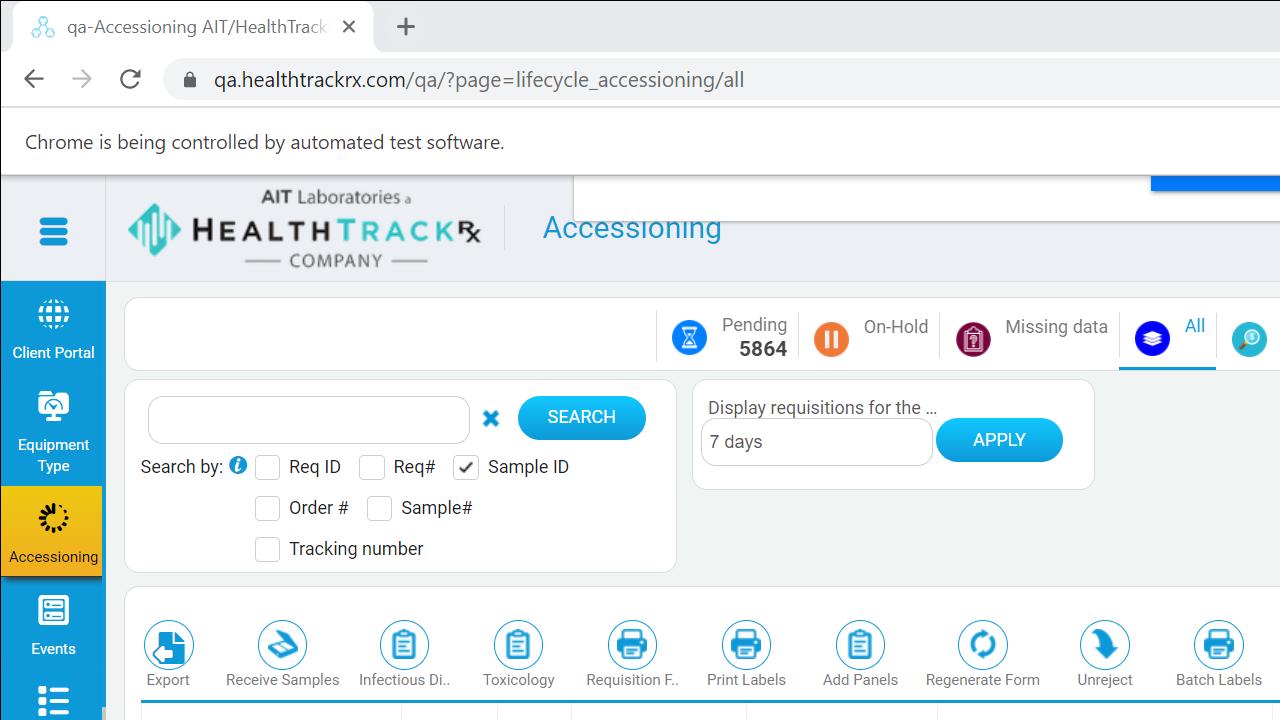 qa-Accessioning AIT/HealthTrack
qa.healthtrackrx.com/qa/?page=lifecycle_accessioning/all
Chrome is being controlled by automated test software.
AIT Laboratories a
HEALTHTRACKRx
COMPANY
Accessioning
Client Portal
Equipment
Type
Accessioning
Events
Pending
5864
On-Hold
Missing data
All
SEARCH
Search by:
Req ID
Req#
Sample ID
Order #
Sample#
Tracking number
Display requisitions for the ...
7 days
APPLY
Export
Receive Samples
Infectious Di..
Toxicology
Requisition F..
Print Labels
Add Panels
Regenerate Form
Unreject
Batch Labels